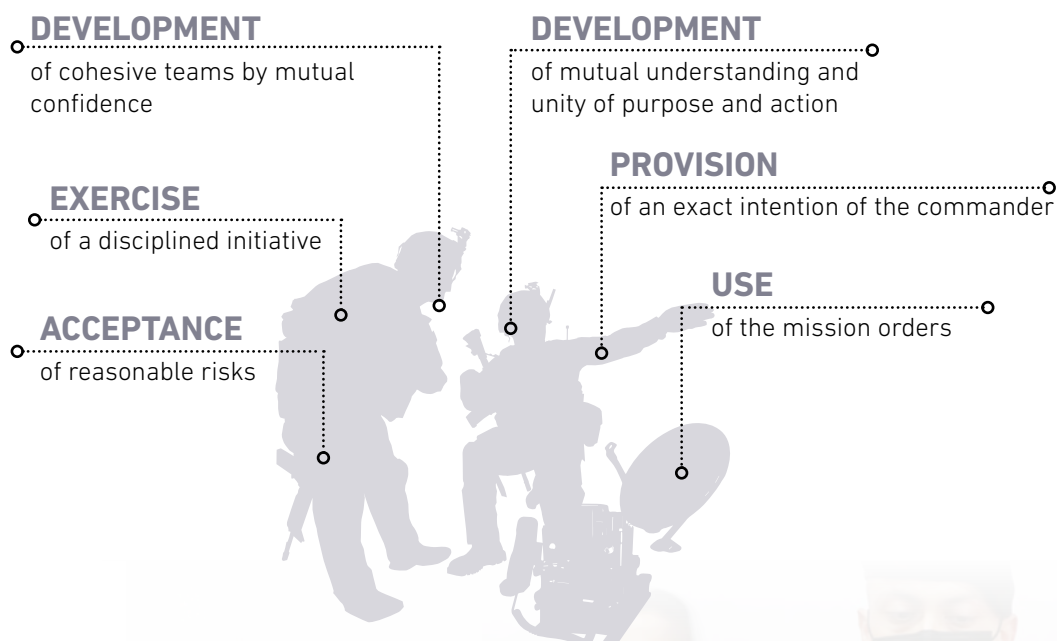 DEVELOPMENT
of cohesive teams by mutual
confidence
EXERCISE
of a disciplined initiative
ACCEPTANCE
of reasonable risks
DEVELOPMENT
of mutual understanding and
unity of purpose and action
PROVISION
of an exact intention of the commander
USE
of the mission orders